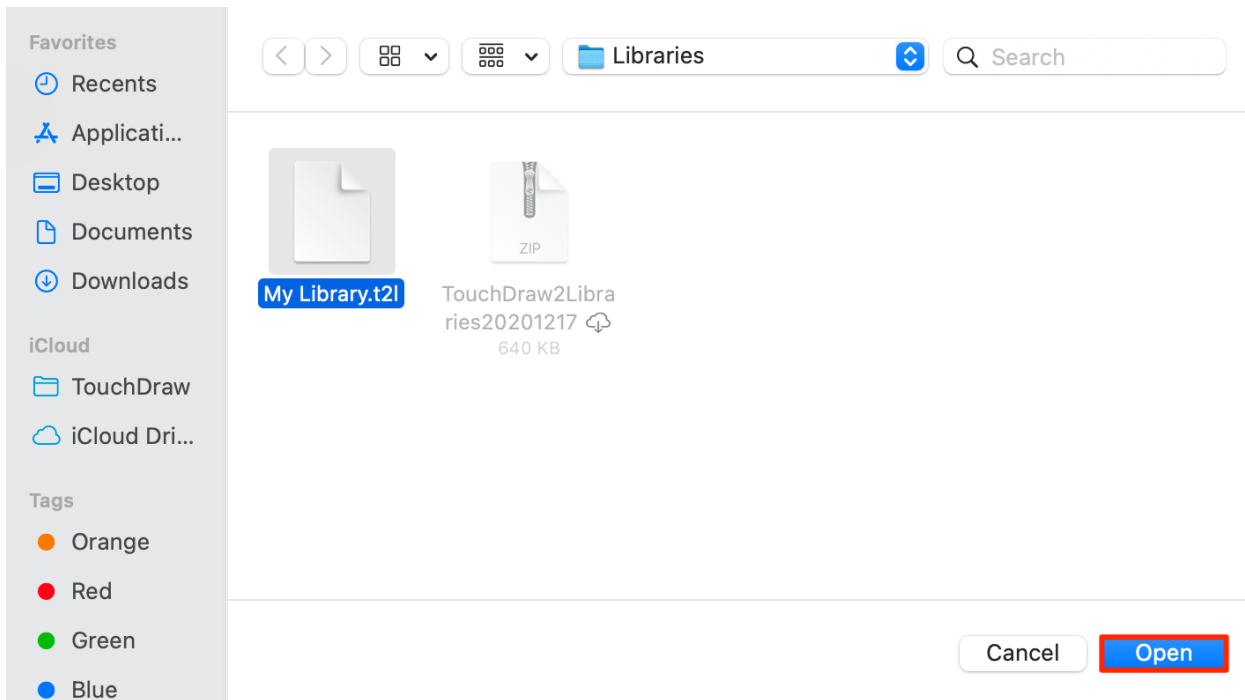 Favorites
Recents
Applicati...
Desktop
Documents
Downloads
iCloud
TouchDraw
iCloud Dri...
Tags
Orange
Red
Green
Blue
Libraries
Search
My Library.t2l
ZIP
TouchDraw2Libra
ries20201217
640 KB
Cancel
Open